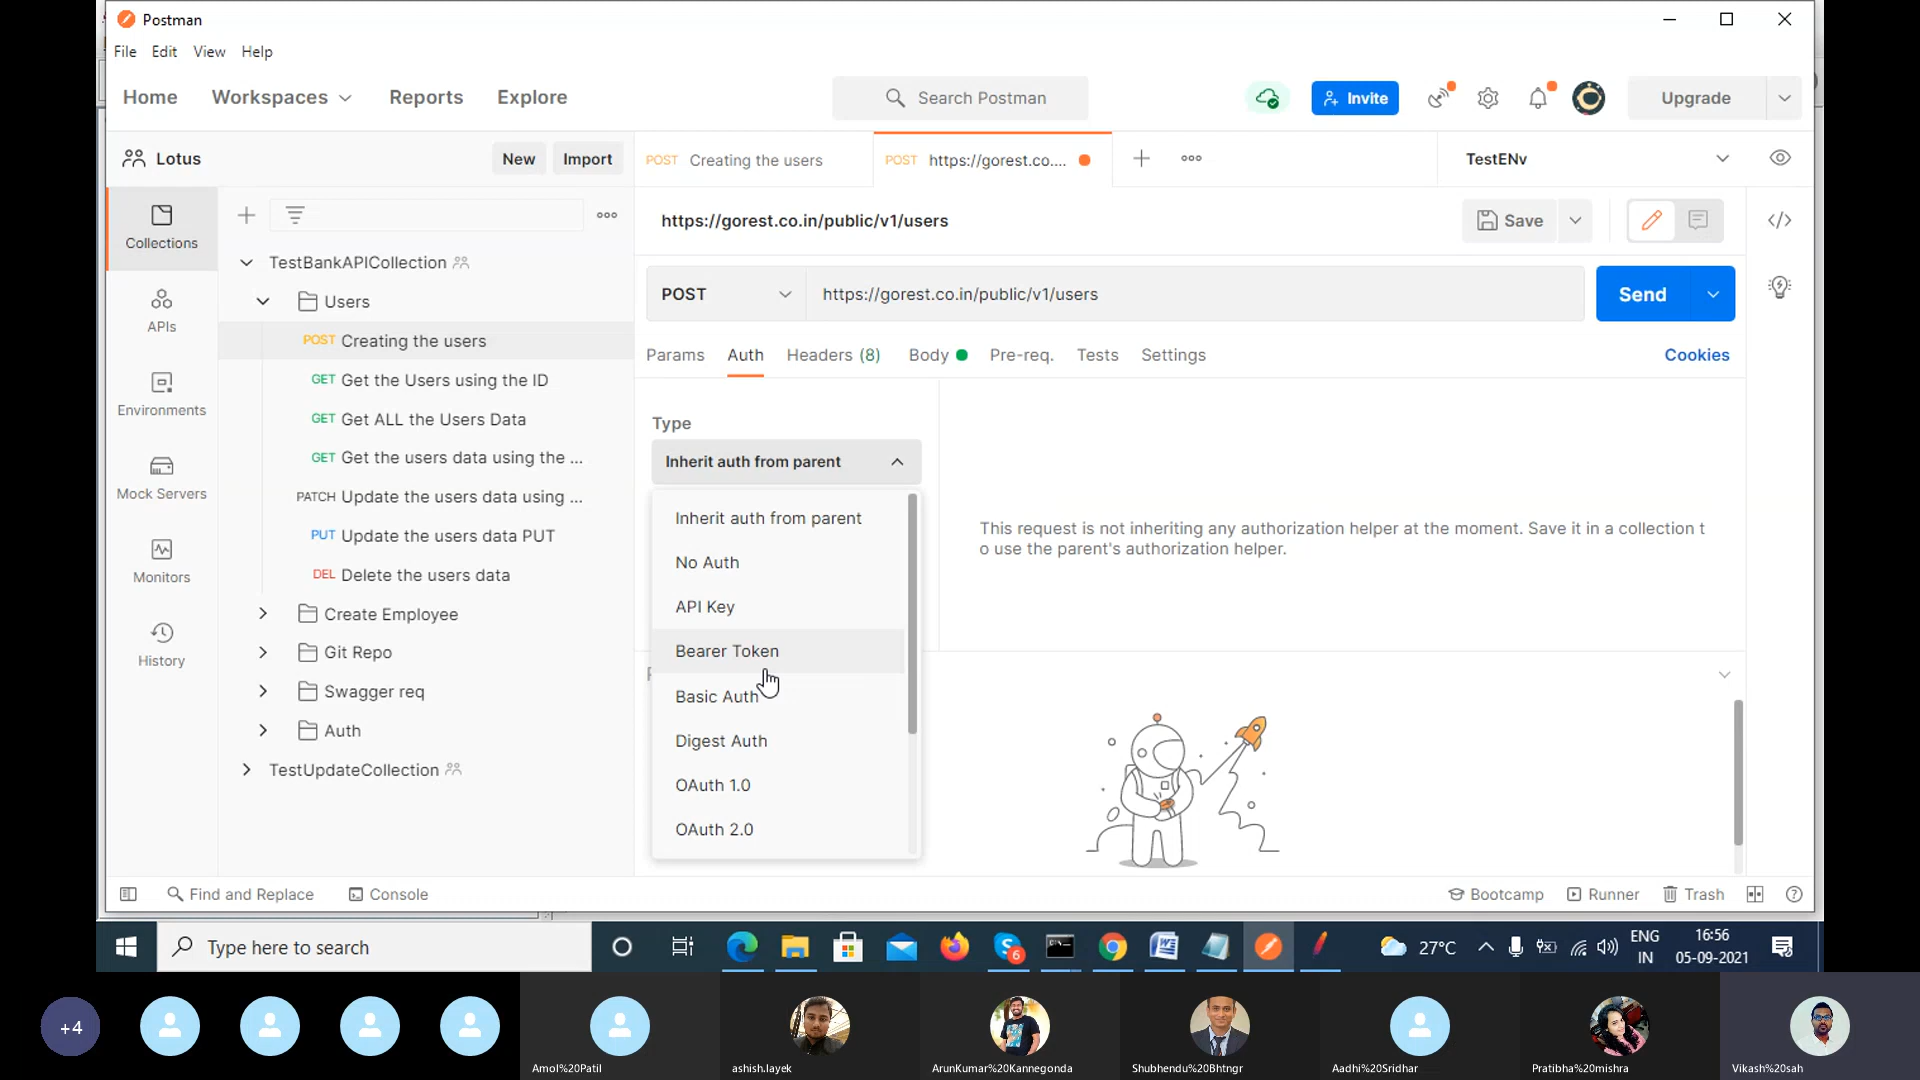 Postman
File Edit View Help
Home Workspaces Reports Explore
Search Postman
Invite
Upgrade
Lotus
New Import
POST Creating the users
POST https://gorest.co....
TestENv
Collections
APIs
Environments
Mock Servers
Monitors
History
TestBankAPICollection
Users
POST Creating the users
GET Get the Users using the ID
GET Get ALL the Users Data
GET Get the users data using the ...
PATCH Update the users data using ...
PUT Update the users data PUT
DEL Delete the users data
Create Employee
Git Repo
Swagger req
Auth
TestUpdateCollection
https://gorest.co.in/public/v1/users
Save
POST https://gorest.co.in/public/v1/users
Send
Params Auth Headers (8) Body Pre-req. Tests Settings
Cookies
Type
Inherit auth from parent
Inherit auth from parent
No Auth
API Key
Bearer Token
Basic Auth
Digest Auth
OAuth 1.0
OAuth 2.0
This request is not inheriting any authorization helper at the moment. Save it in a collection t
o use the parent's authorization helper.
Find and Replace Console
Bootcamp Runner Trash
Type here to search
6
27°C
ENG
IN
16:56
05-09-2021
+4
Amol%20Patil
ashish.layek
ArunKumar%20Kannegonda
Shubhendu%20Bhtngr
Aadhi%20Sridhar
Pratibha%20mishra
Vikash%20sah